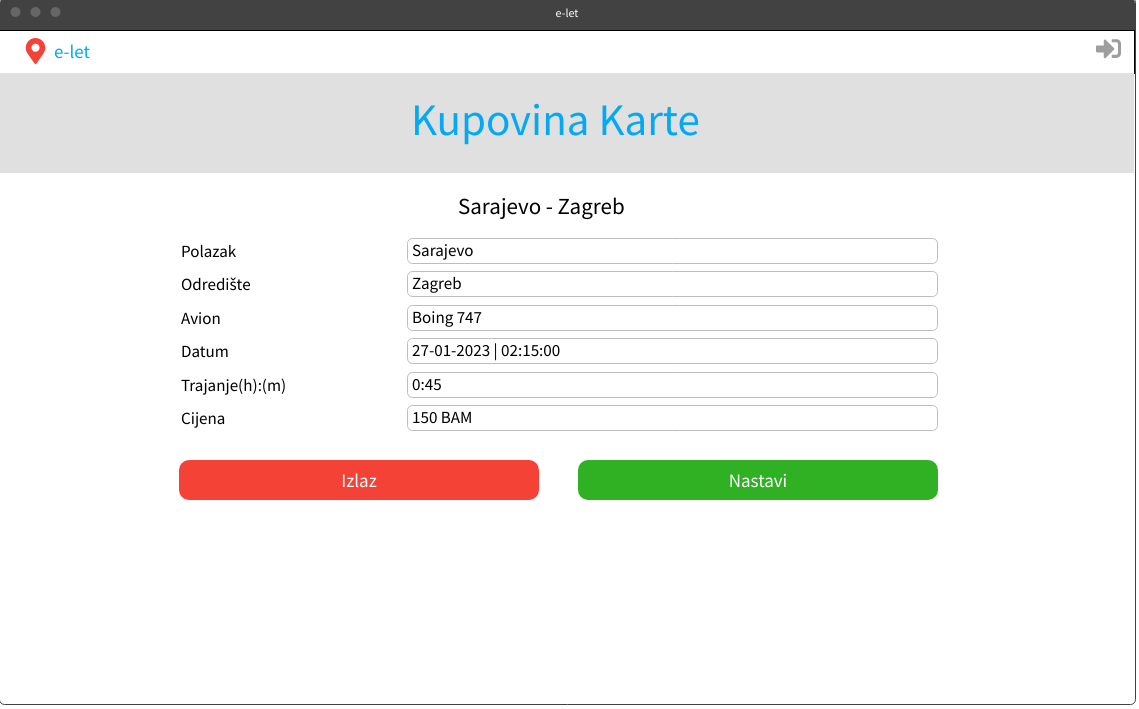 e-let
e-let
Kupovina Karte
Sarajevo - Zagreb
Polazak Sarajevo
Odredište Zagreb
Avion Boing 747
Datum 27-01-2023 | 02:15:00
Trajanje(h):(m) 0:45
Cijena 150 BAM
Izlaz Nastavi